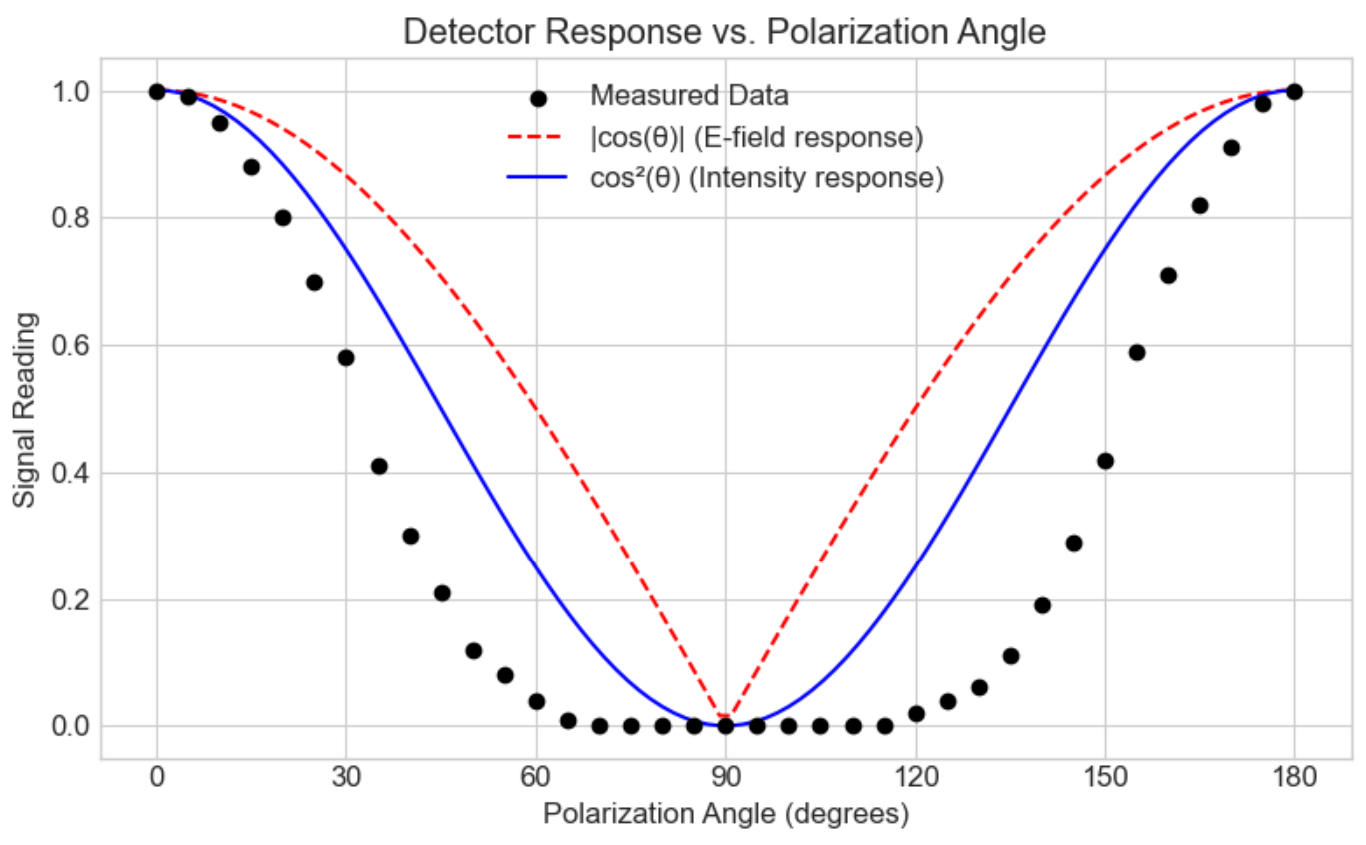 Detector Response vs. Polarization Angle
Measured Data
|cos(θ)| (E-field response)
cos²(θ) (Intensity response)
Signal Reading
1.0
0.8
0.6
0.4
0.2
0.0
0 30 60 90 120 150 180
Polarization Angle (degrees)